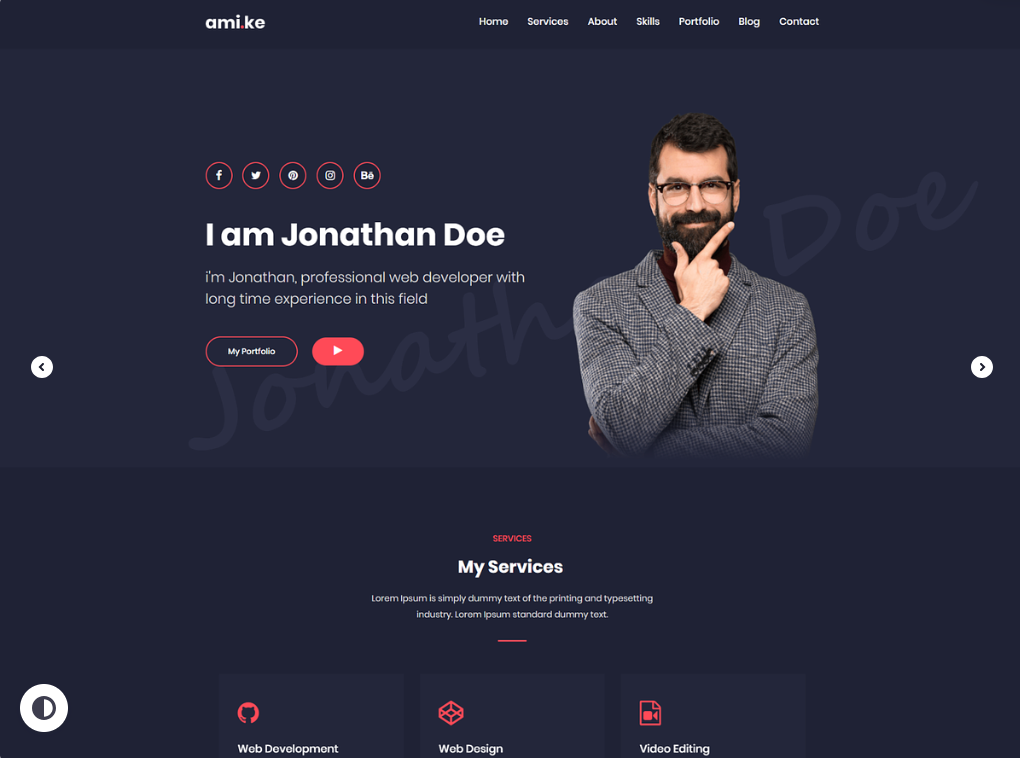 ami.ke
Home Services About Skills Portfolio Blog Contact
I am Jonathan Doe
i'm Jonathan, professional web developer with
long time experience in this field
My Portfolio
Jonath Doe
SERVICES
My Services
Lorem Ipsum is simply dummy text of the printing and typesetting
industry. Lorem Ipsum standard dummy text.
Web Development Web Design Video Editing